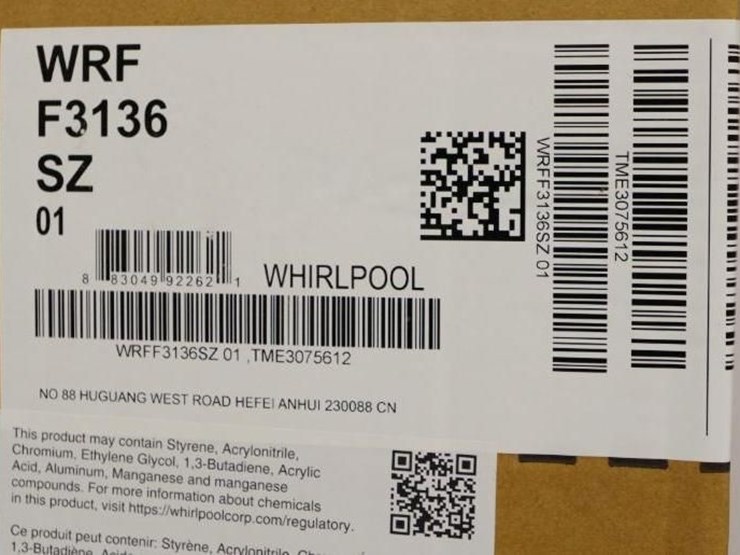 WRF
F3136
SZ
01
8 83049 92262 1
WHIRLPOOL
WRFF3136SZ 01 ,TME3075612
NO 88 HUGUANG WEST ROAD HEFEI ANHUI 230088 CN
WRFF3136SZ 01
TME3075612
This product may contain Styrene, Acrylonitrile,
Chromium, Ethylene Glycol, 1,3-Butadiene, Acrylic
Acid, Aluminum, Manganese and manganese
compounds. For more information about chemicals
in this product, visit https://whirlpoolcorp.com/regulatory.
Ce produit peut contenir: Styrène, Acrylonitrile
1,3-Butadiène